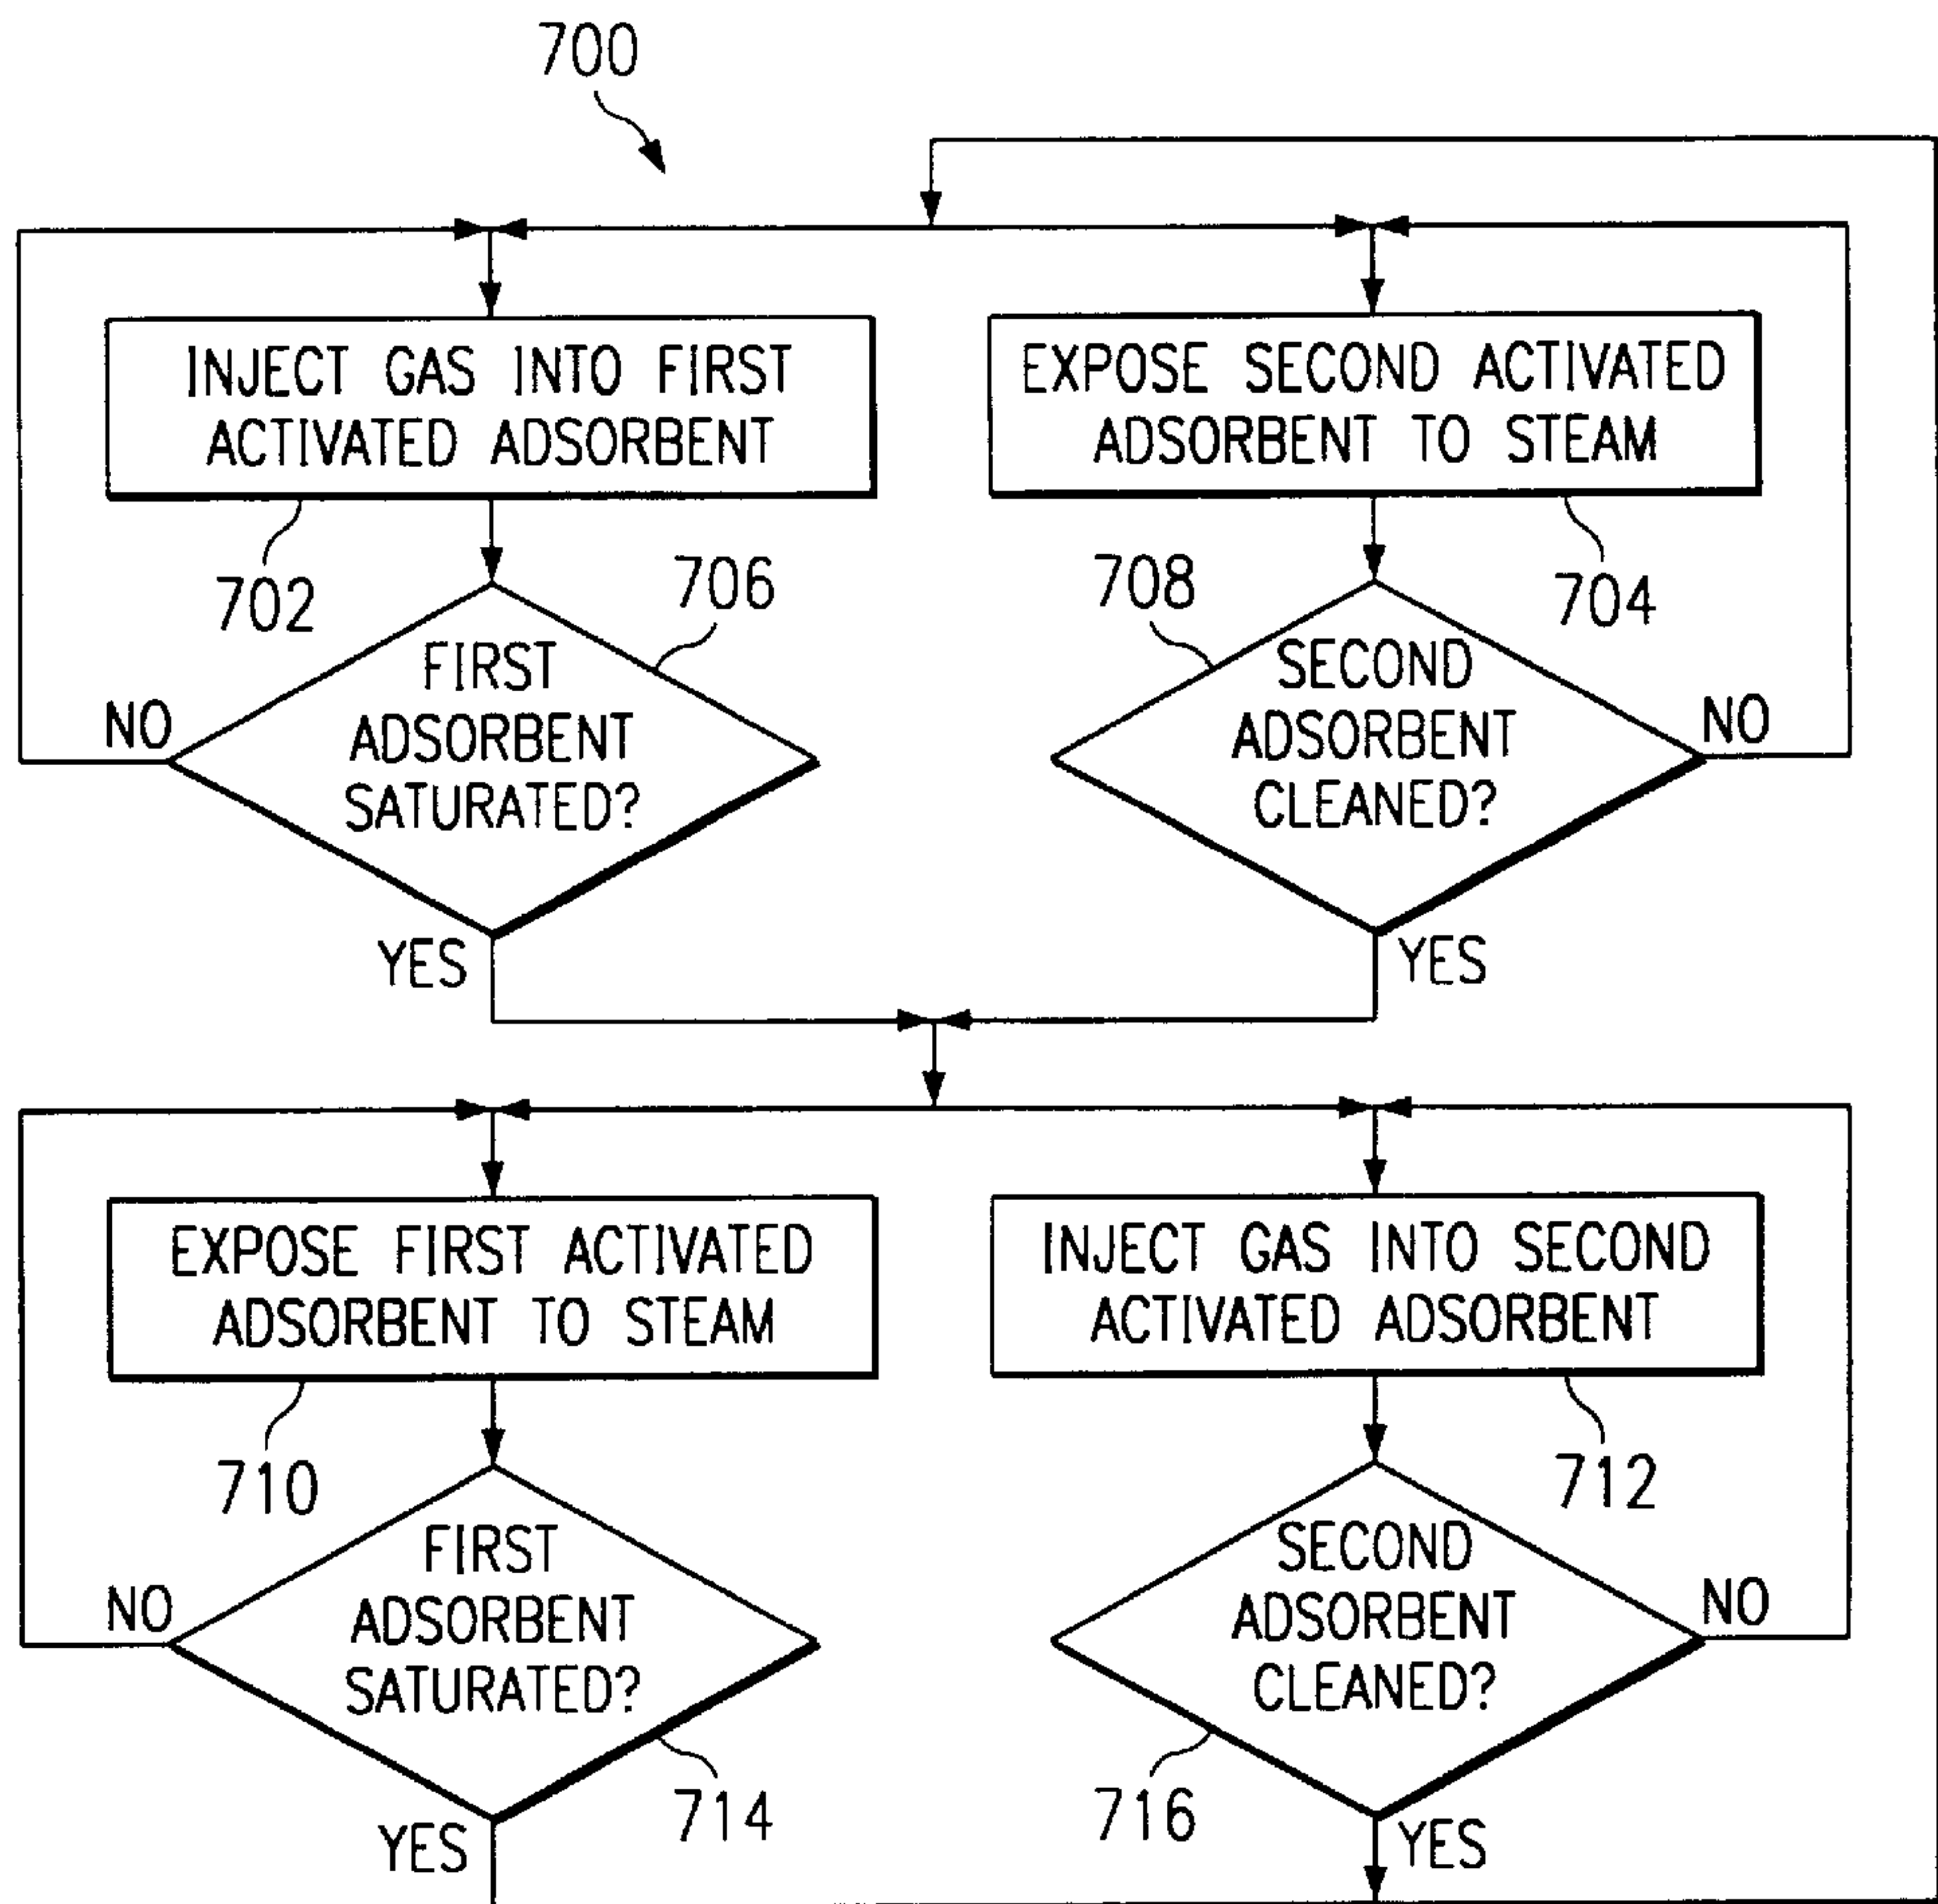 700
INJECT GAS INTO FIRST
ACTIVATED ADSORBENT
EXPOSE SECOND ACTIVATED
ADSORBENT TO STEAM
702
706
708
704
FIRST
ADSORBENT
SATURATED?
NO
YES
SECOND
ADSORBENT
CLEANED?
NO
YES
EXPOSE FIRST ACTIVATED
ADSORBENT TO STEAM
INJECT GAS INTO SECOND
ACTIVATED ADSORBENT
710
712
FIRST
ADSORBENT
SATURATED?
NO
YES
714
SECOND
ADSORBENT
CLEANED?
NO
716
YES